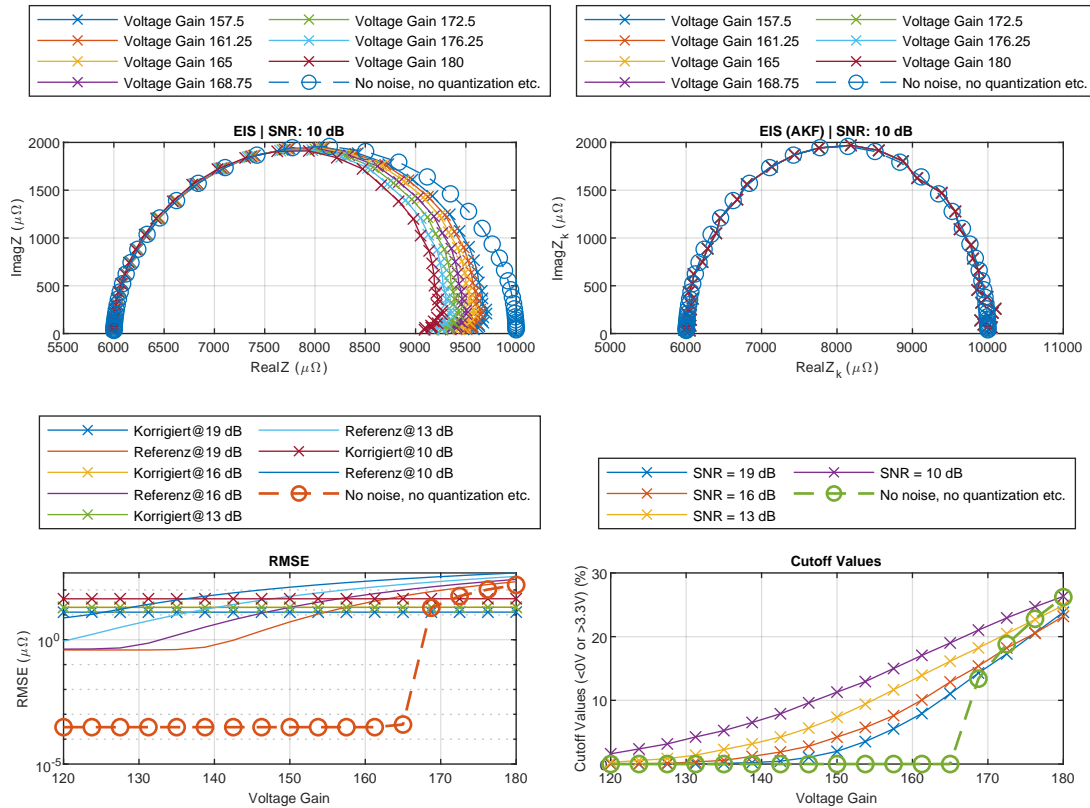 Voltage Gain 157.5
Voltage Gain 161.25
Voltage Gain 165
Voltage Gain 168.75
Voltage Gain 172.5
Voltage Gain 176.25
Voltage Gain 180
No noise, no quantization etc.
EIS | SNR: 10 dB
2000
1500
1000
500
0
ImagZ (μΩ)
5500 6000 6500 7000 7500 8000 8500 9000 9500 10000
RealZ (μΩ)
Voltage Gain 157.5
Voltage Gain 161.25
Voltage Gain 165
Voltage Gain 168.75
Voltage Gain 172.5
Voltage Gain 176.25
Voltage Gain 180
No noise, no quantization etc.
EIS (AKF) | SNR: 10 dB
2000
1500
1000
500
0
ImagZk (μΩ)
5000 6000 7000 8000 9000 10000 11000
RealZk (μΩ)
Korrigiert@19 dB
Referenz@19 dB
Korrigiert@16 dB
Referenz@16 dB
Korrigiert@13 dB
Referenz@13 dB
Korrigiert@10 dB
Referenz@10 dB
No noise, no quantization etc.
RMSE
10^0
10^-5
RMSE (μΩ)
120 130 140 150 160 170 180
Voltage Gain
SNR = 19 dB
SNR = 16 dB
SNR = 13 dB
SNR = 10 dB
No noise, no quantization etc.
Cutoff Values
30
20
10
0
Cutoff Values (<0V or >3.3V) (%)
120 130 140 150 160 170 180
Voltage Gain